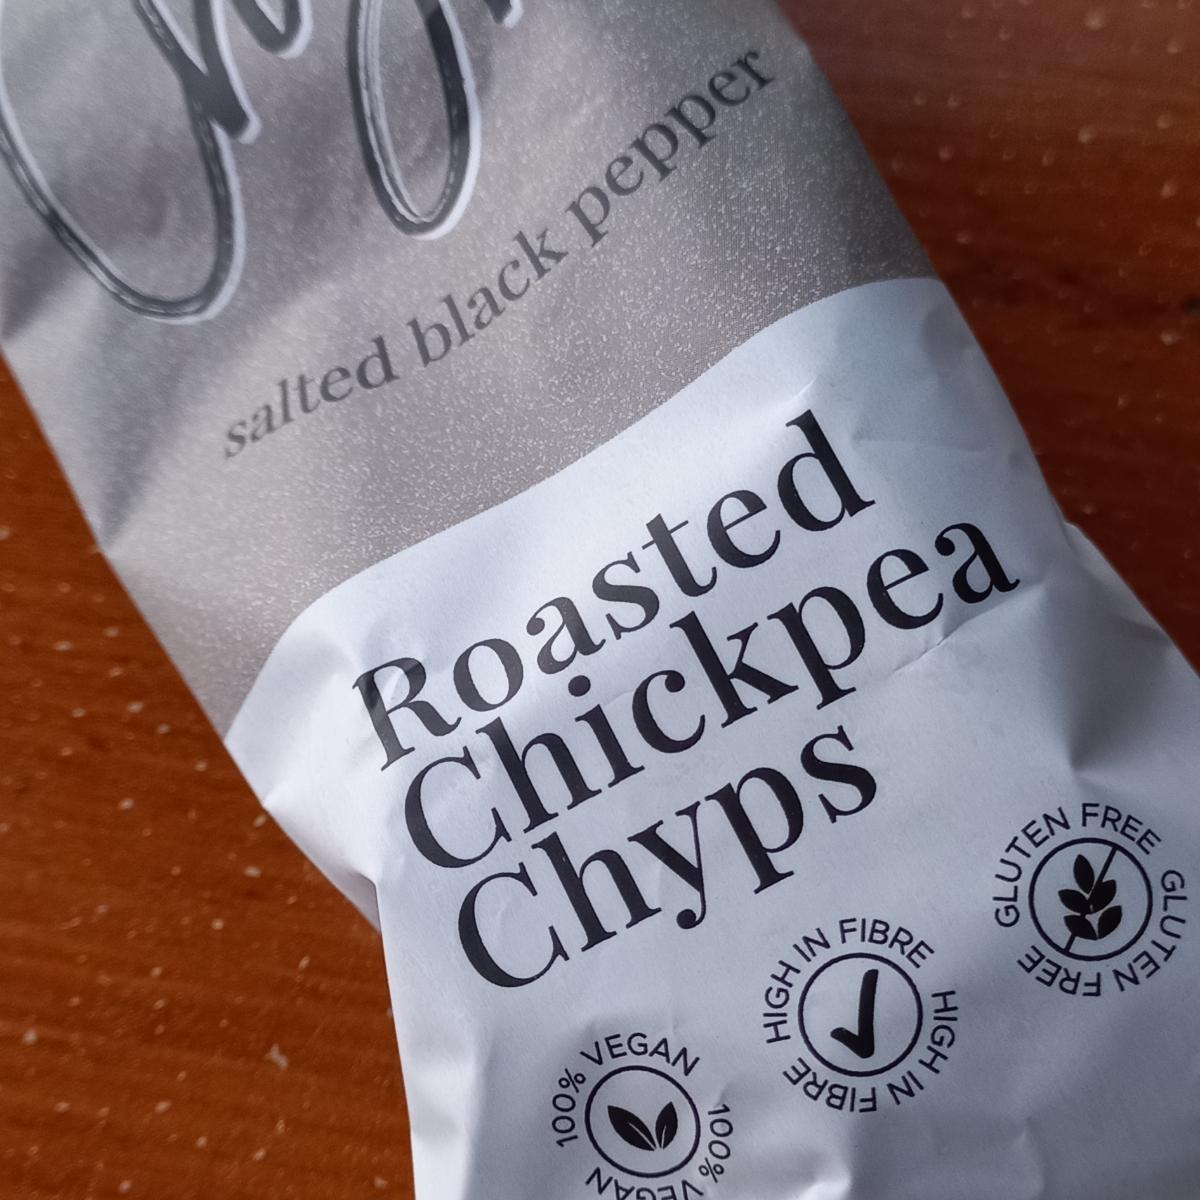 salted black pepper
Roasted
Chickpea
Chyps
GLUTEN FREE GLUTEN FREE
HIGH IN FIBRE HIGH IN FIBRE
100% VEGAN 100% VEGAN